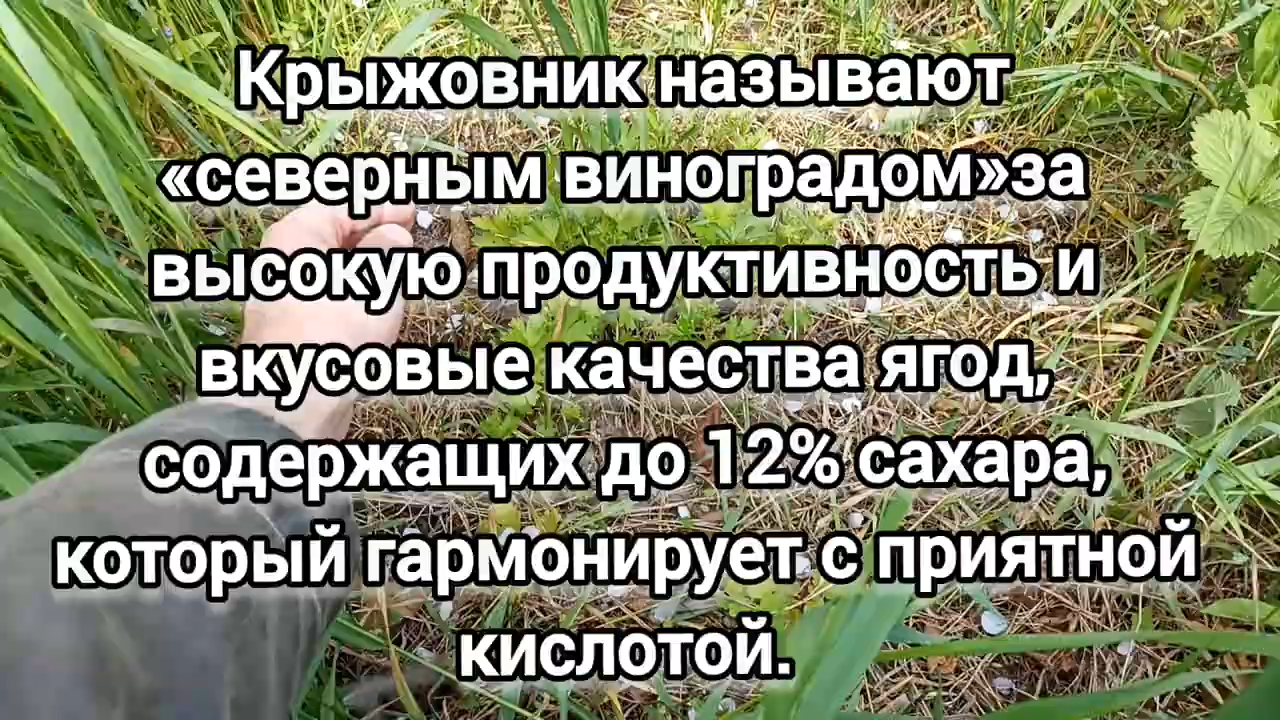 Крыжовник называют
«северным виноградом»за
высокую продуктивность и
вкусовые качества ягод,
содержащих до 12% сахара,
который гармонирует с приятной
кислотой.